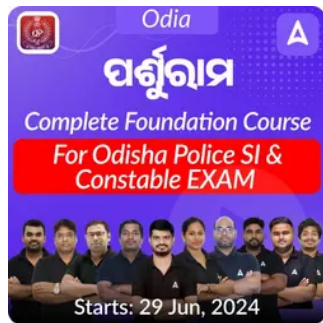 Odia
ପର୍ଶୁରାମ
Complete Foundation Course
For Odisha Police SI &
Constable EXAM
Starts: 29 Jun, 2024